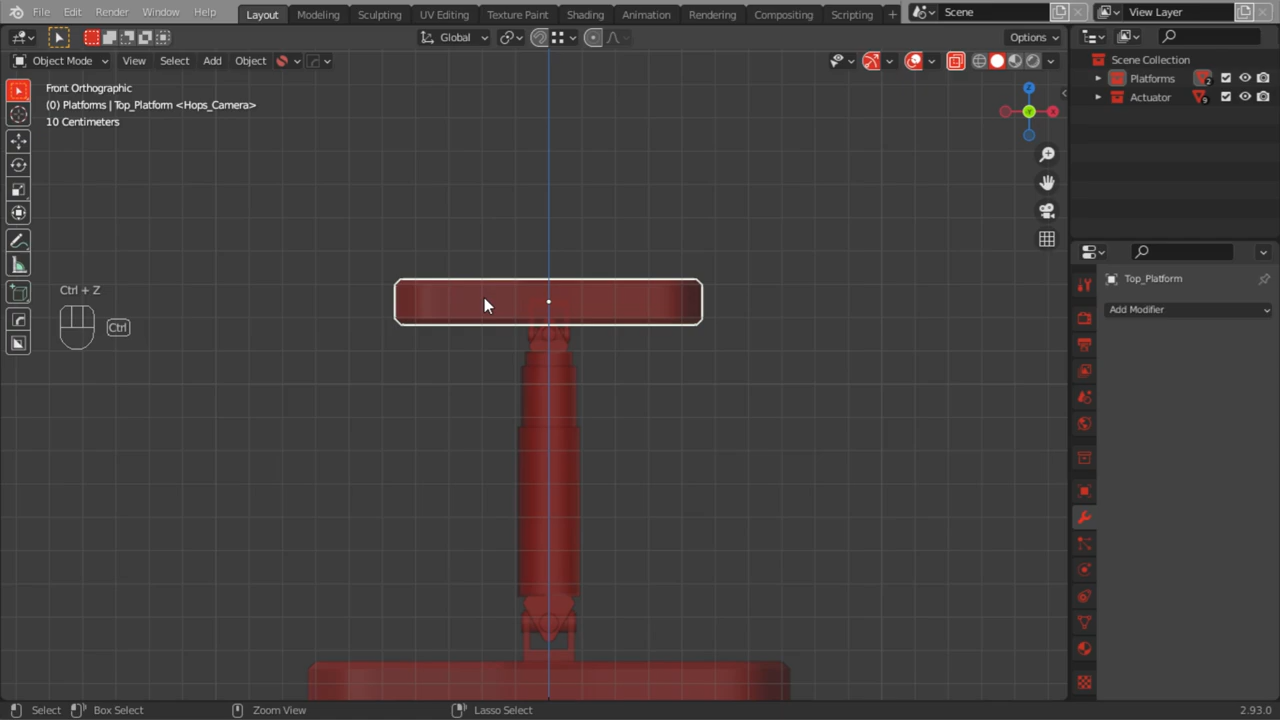 File Edit Render Window Help Layout Modeling Sculpting UV Editing Texture Paint Shading Animation Rendering Compositing Scripting + Scene View Layer
Global Options
Object Mode View Select Add Object
Front Orthographic
(0) Platforms | Top_Platform <Hops_Camera>
10 Centimeters
Z
Scene Collection
Platforms 2
Actuator 9
Ctrl + Z
Ctrl
Top_Platform
Add Modifier
Select Box Select Zoom View Lasso Select 2.93.0